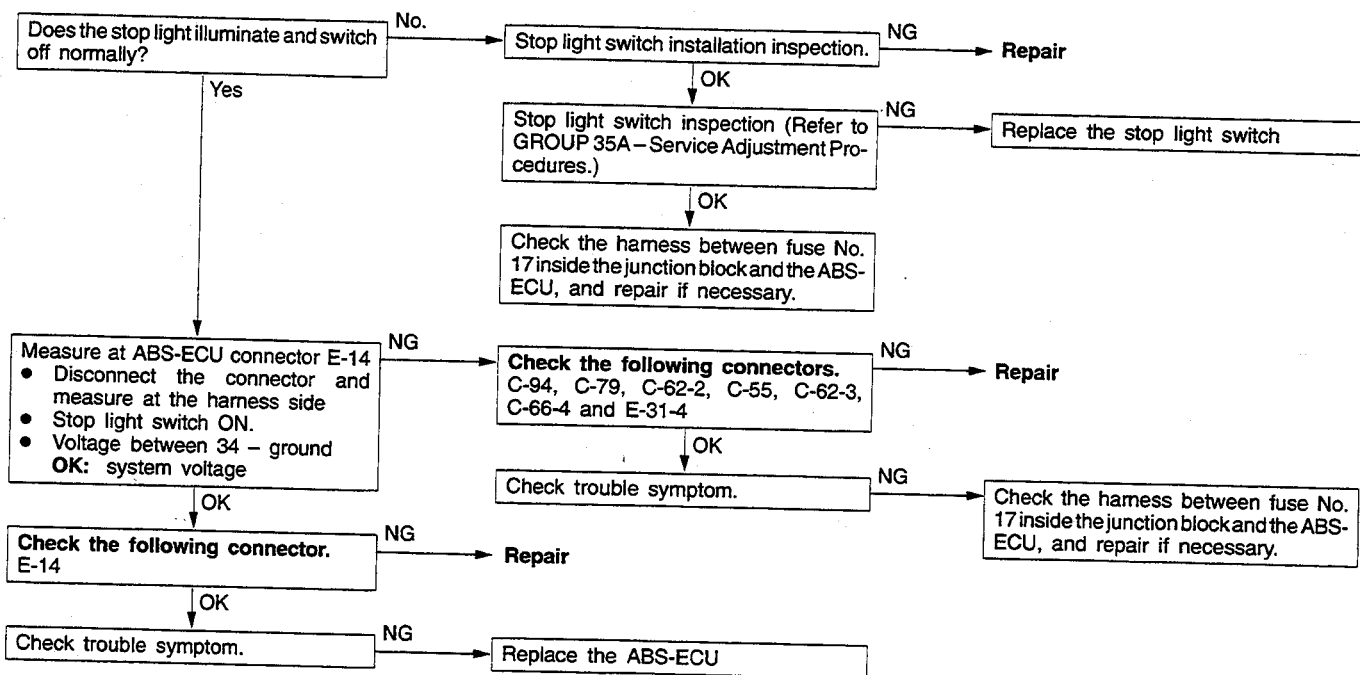 Does the stop light illuminate and switch
off normally?
No.
Stop light switch installation inspection.
NG
Repair
Yes
OK
Stop light switch inspection (Refer to
GROUP 35A – Service Adjustment Pro-
cedures.)
NG
Replace the stop light switch
OK
Check the harness between fuse No.
17 inside the junction block and the ABS-
ECU, and repair if necessary.
Measure at ABS-ECU connector E-14
● Disconnect the connector and
measure at the harness side
● Stop light switch ON.
● Voltage between 34 – ground
OK: system voltage
NG
Check the following connectors.
C-94, C-79, C-62-2, C-55, C-62-3,
C-66-4 and E-31-4
NG
Repair
OK
Check trouble symptom.
NG
Check the harness between fuse No.
17 inside the junction block and the ABS-
ECU, and repair if necessary.
OK
Check the following connector.
E-14
NG
Repair
OK
Check trouble symptom.
NG
Replace the ABS-ECU